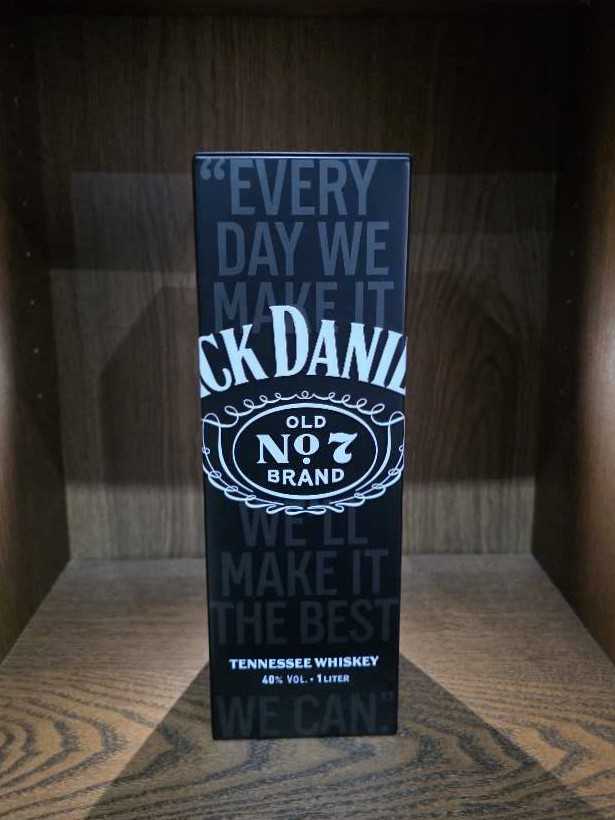 “EVERY
DAY WE
MAKE IT
CK DANI
OLD
Nº 7
BRAND
WE'LL
MAKE IT
THE BEST
TENNESSEE WHISKEY
40% VOL. • 1 LITER
WE CAN.”